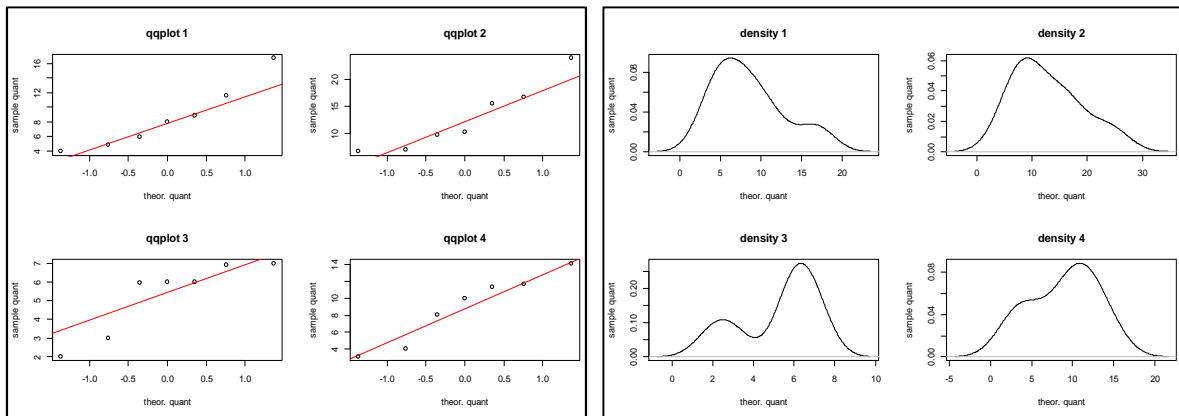 qqplot 1
sample quant
4 6 8 12 16
-1.0 -0.5 0.0 0.5 1.0
theor. quant
qqplot 2
sample quant
10 15 20
-1.0 -0.5 0.0 0.5 1.0
theor. quant
qqplot 3
sample quant
2 3 4 5 6 7
-1.0 -0.5 0.0 0.5 1.0
theor. quant
qqplot 4
sample quant
4 6 8 10 14
-1.0 -0.5 0.0 0.5 1.0
theor. quant
density 1
sample quant
0.00 0.04 0.08
0 5 10 15 20
theor. quant
density 2
sample quant
0.00 0.02 0.04 0.06
0 10 20 30
theor. quant
density 3
sample quant
0.00 0.10 0.20
0 2 4 6 8 10
theor. quant
density 4
sample quant
0.00 0.04 0.08
-5 0 5 10 15 20
theor. quant